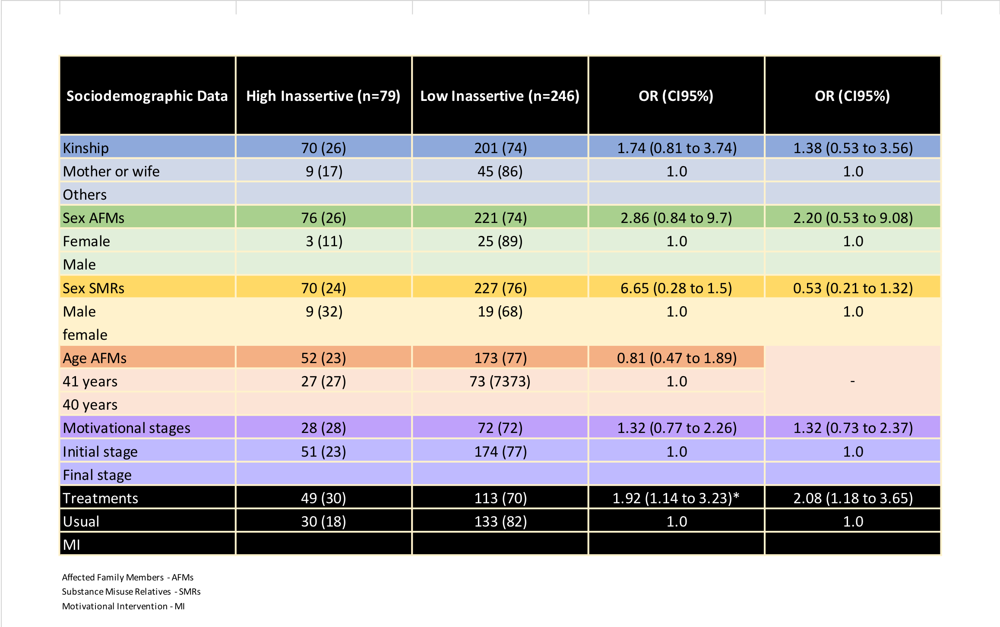 Sociodemographic Data High Inassertive (n=79) Low Inassertive (n=246) OR (CI95%) OR (CI95%)
Kinship 70 (26) 201 (74) 1.74 (0.81 to 3.74) 1.38 (0.53 to 3.56)
Mother or wife 9 (17) 45 (86) 1.0 1.0
Others
Sex AFMs 76 (26) 221 (74) 2.86 (0.84 to 9.7) 2.20 (0.53 to 9.08)
Female 3 (11) 25 (89) 1.0 1.0
Male
Sex SMRs 70 (24) 227 (76) 6.65 (0.28 to 1.5) 0.53 (0.21 to 1.32)
Male 9 (32) 19 (68) 1.0 1.0
female
Age AFMs 52 (23) 173 (77) 0.81 (0.47 to 1.89)
41 years 27 (27) 73 (7373) 1.0 -
40 years
Motivational stages 28 (28) 72 (72) 1.32 (0.77 to 2.26) 1.32 (0.73 to 2.37)
Initial stage 51 (23) 174 (77) 1.0 1.0
Final stage
Treatments 49 (30) 113 (70) 1.92 (1.14 to 3.23)* 2.08 (1.18 to 3.65)
Usual 30 (18) 133 (82) 1.0 1.0
MI
Affected Family Members - AFMs
Substance Misuse Relatives - SMRs
Motivational Intervention - MI